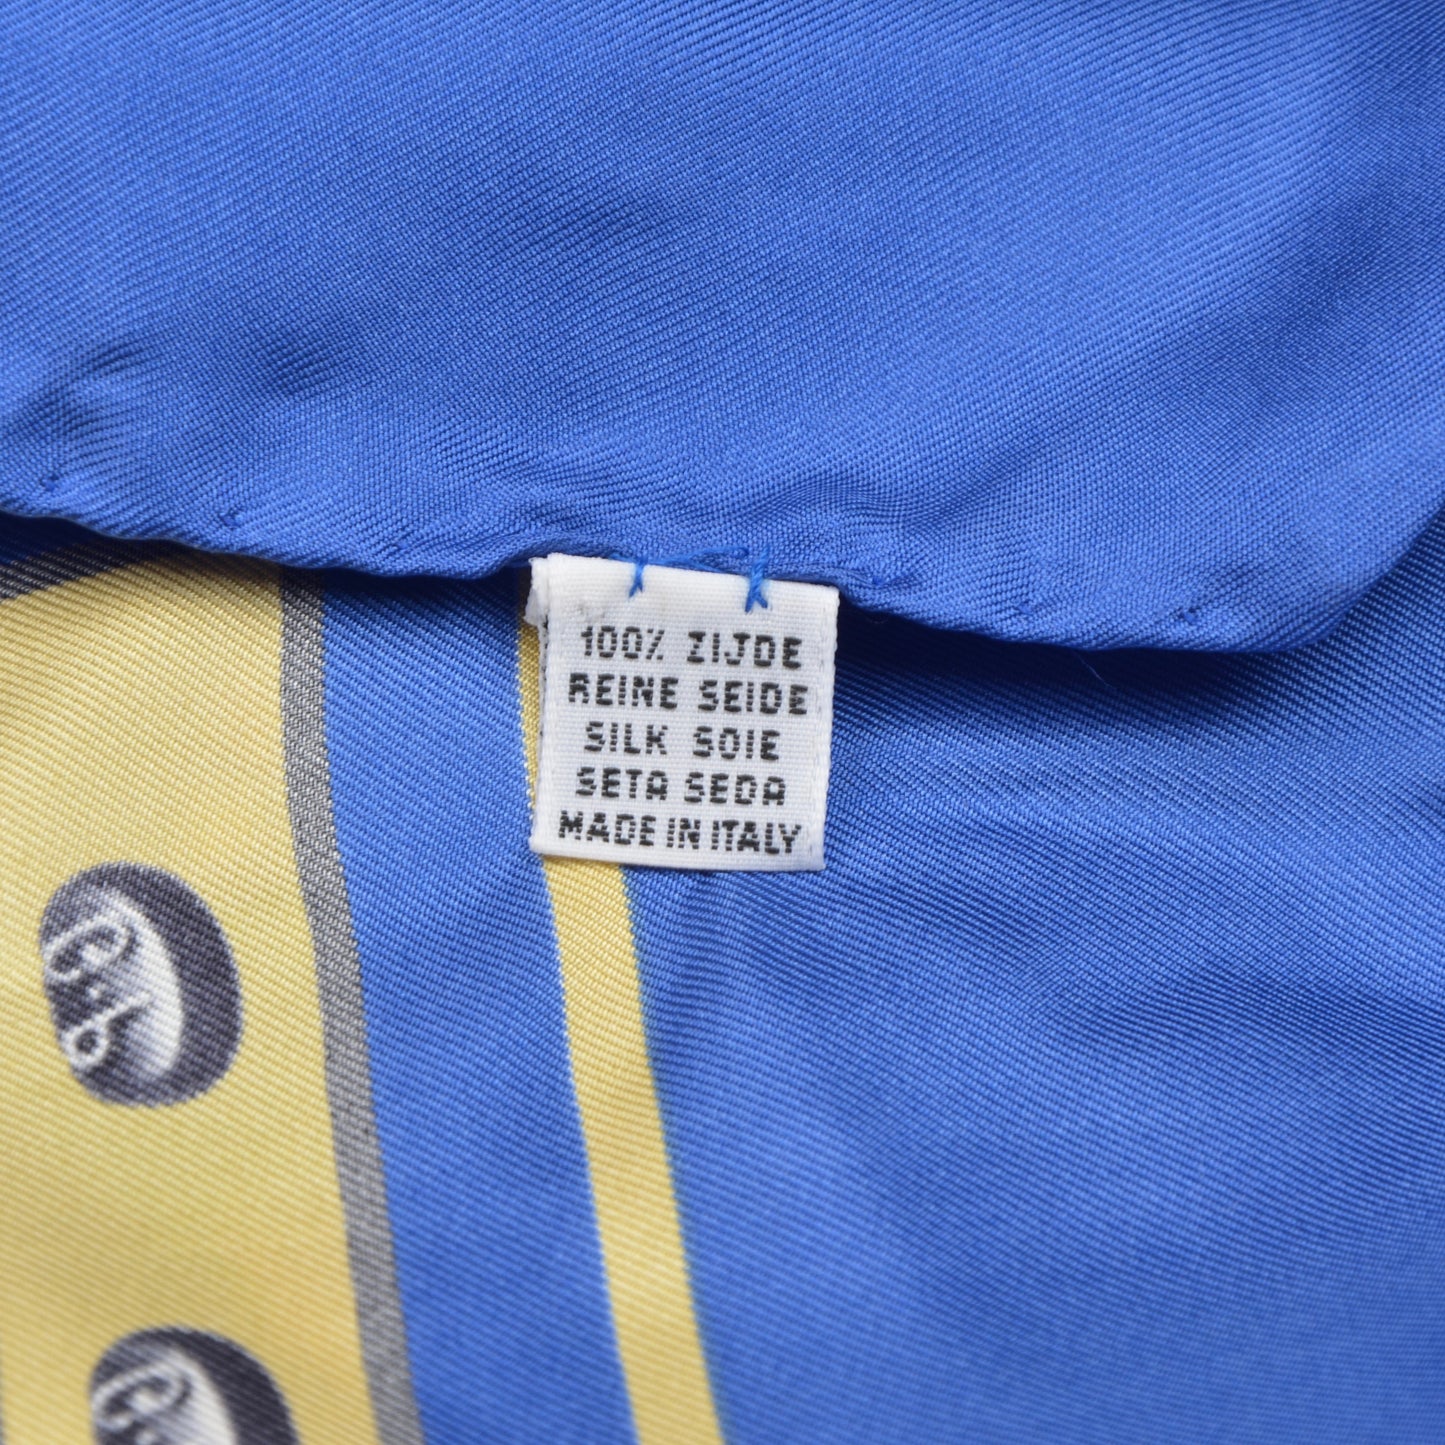 100% ZIJDE
REINE SEIDE
SILK SOIE
SETA SEDA
MADE IN ITALY